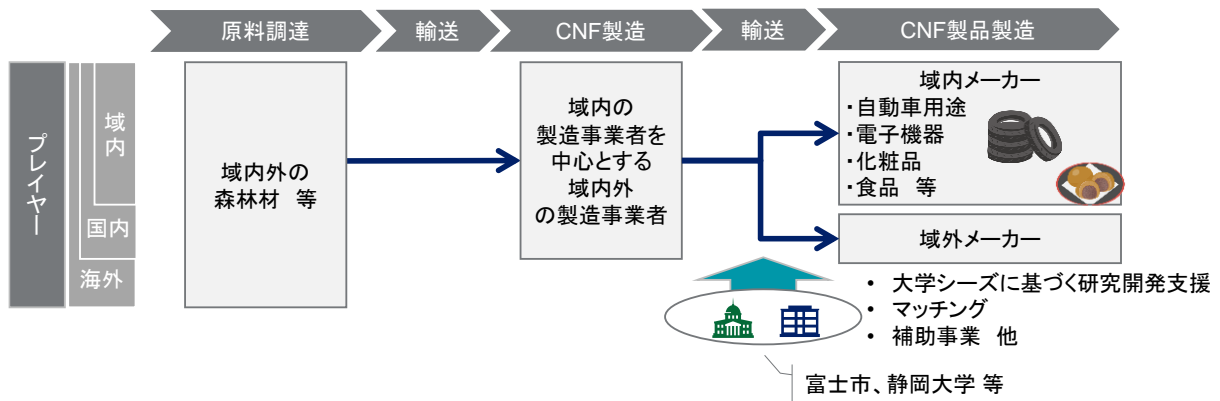 原料調達
輸送
CNF製造
輸送
CNF製品製造
プレイヤー
域内
国内
海外
域内外の
森林材 等
域内の
製造事業者を
中心とする
域内外
の製造事業者
域内メーカー
・自動車用途
・電子機器
・化粧品
・食品 等
域外メーカー
• 大学シーズに基づく研究開発支援
• マッチング
• 補助事業 他
富士市、静岡大学 等